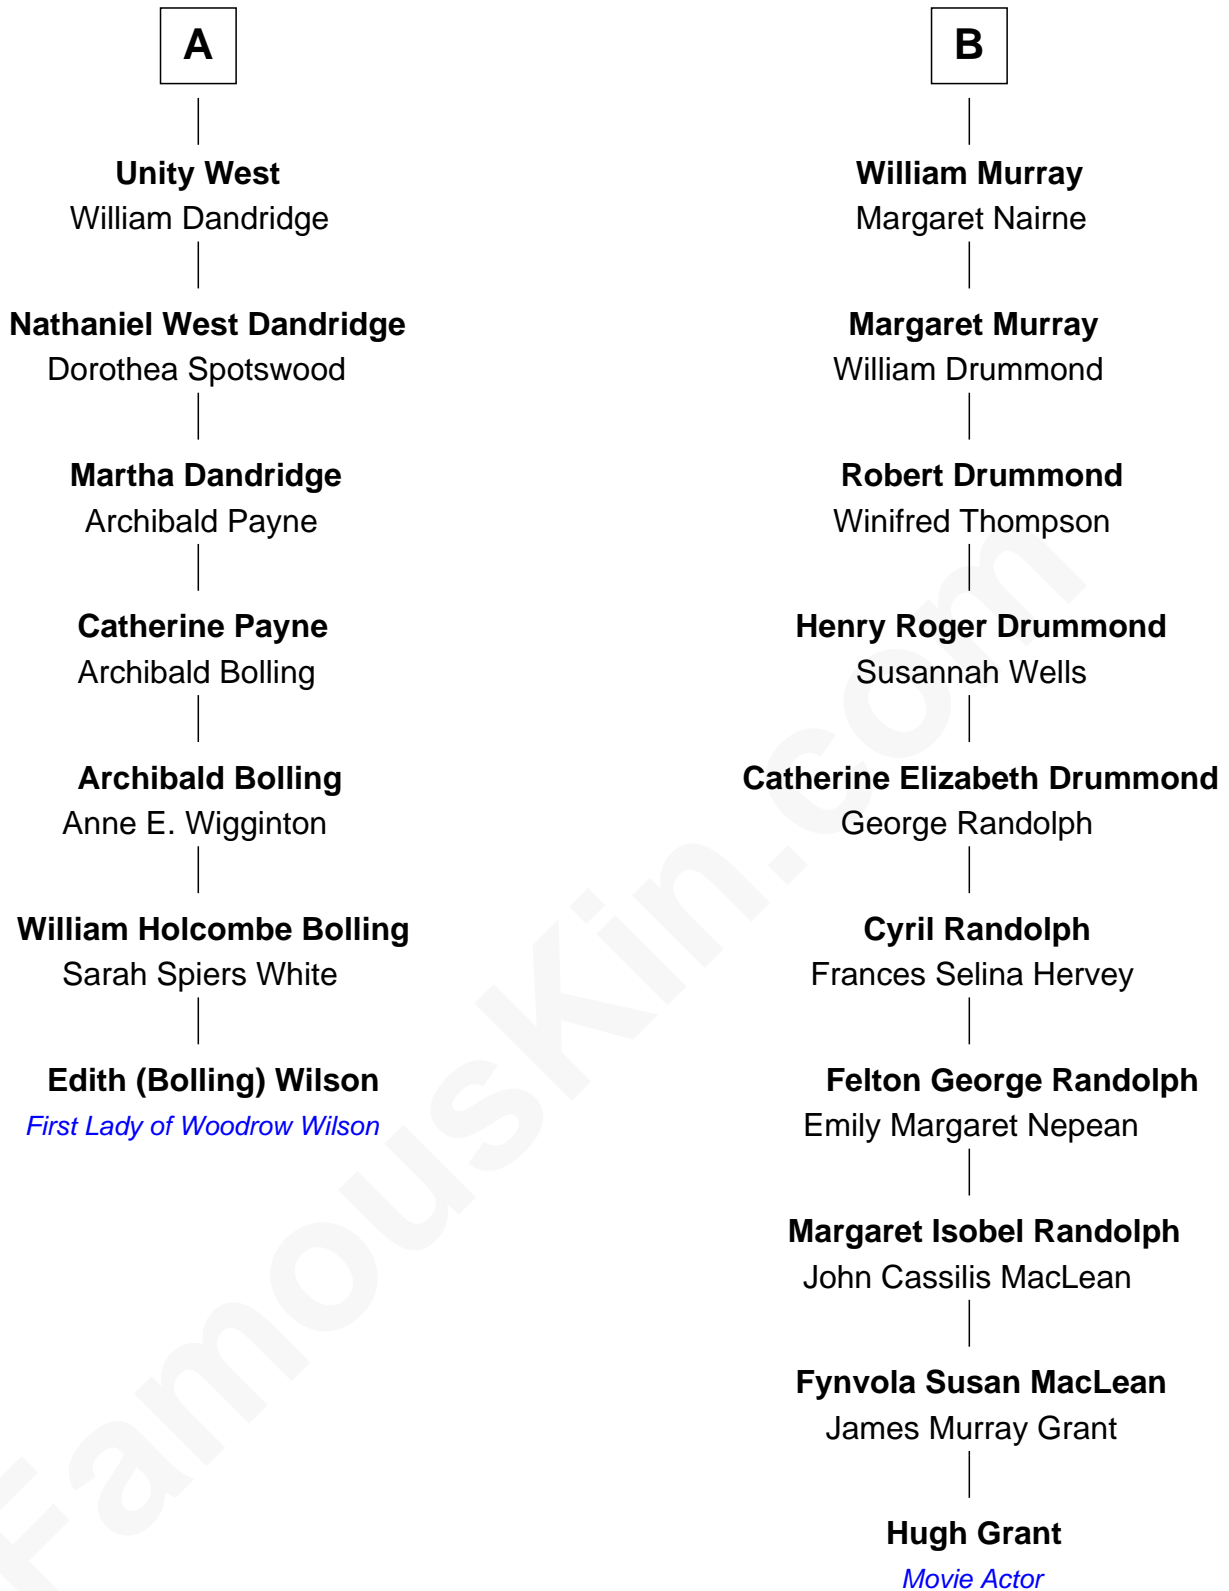 A
Unity West
William Dandridge
Nathaniel West Dandridge
Dorothea Spotswood
Martha Dandridge
Archibald Payne
Catherine Payne
Archibald Bolling
Archibald Bolling
Anne E. Wigginton
William Holcombe Bolling
Sarah Spiers White
Edith (Bolling) Wilson
First Lady of Woodrow Wilson
B
William Murray
Margaret Nairne
Margaret Murray
William Drummond
Robert Drummond
Winifred Thompson
Henry Roger Drummond
Susannah Wells
Catherine Elizabeth Drummond
George Randolph
Cyril Randolph
Frances Selina Hervey
Felton George Randolph
Emily Margaret Nepean
Margaret Isobel Randolph
John Cassilis MacLean
Fynvola Susan MacLean
James Murray Grant
Hugh Grant
Movie Actor
FamousKin.com